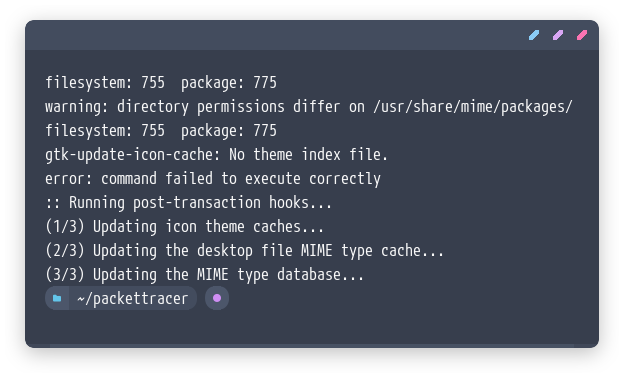 filesystem: 755  package: 775
warning: directory permissions differ on /usr/share/mime/packages/
filesystem: 755  package: 775
gtk-update-icon-cache: No theme index file.
error: command failed to execute correctly
:: Running post-transaction hooks...
(1/3) Updating icon theme caches...
(2/3) Updating the desktop file MIME type cache...
(3/3) Updating the MIME type database...
~/packettracer